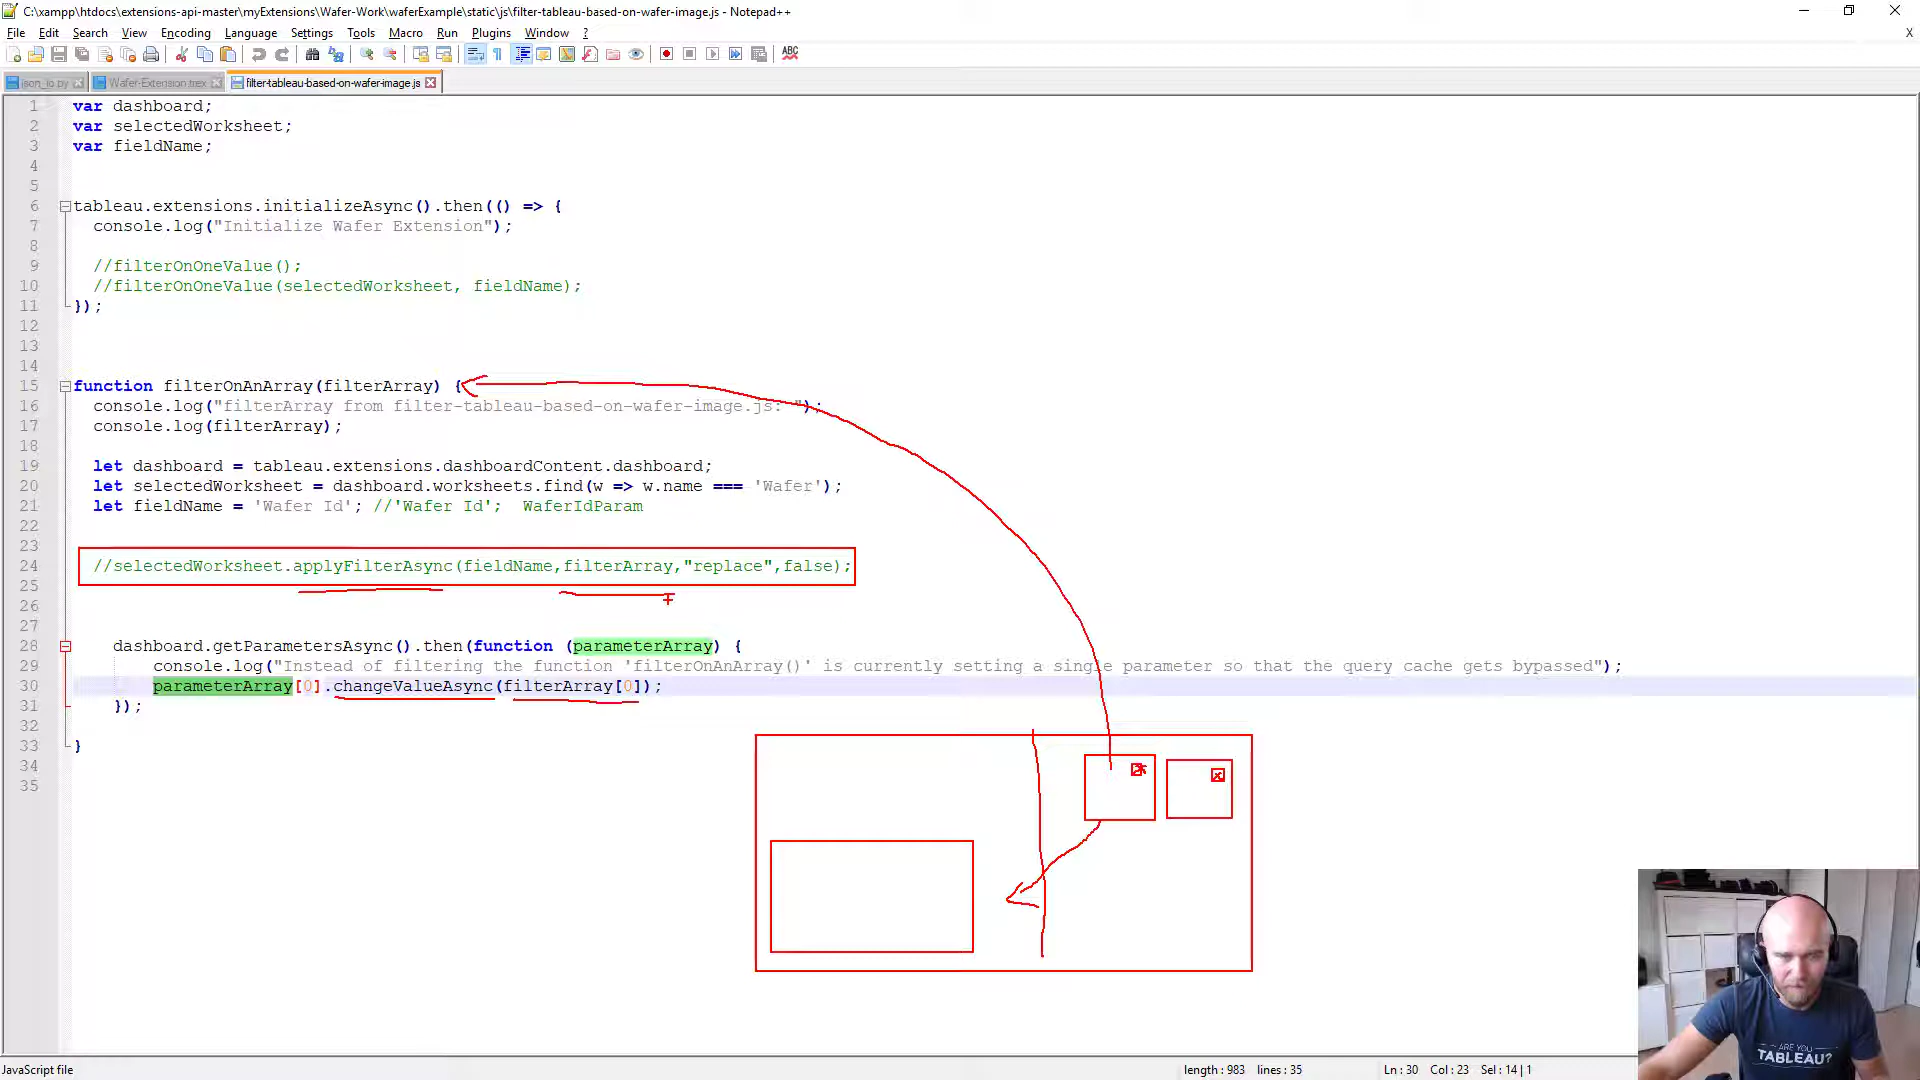 C:\xampp\htdocs\extensions-api-master\myExtensions\Wafer-Work\waferExample\static\js\filter-tableau-based-on-wafer-image.js - Notepad++
File Edit Search View Encoding Language Settings Tools Macro Run Plugins Window ? X
json_io.py Wafer-Extension.trex filter-tableau-based-on-wafer-image.js
1 var dashboard;
2 var selectedWorksheet;
3 var fieldName;
4
5
6 tableau.extensions.initializeAsync().then(() => {
7 console.log("Initialize Wafer Extension");
8
9 //filterOnOneValue();
10 //filterOnOneValue(selectedWorksheet, fieldName);
11 });
12
13
14
15 function filterOnAnArray(filterArray) {
16 console.log("filterArray from filter-tableau-based-on-wafer-image.js: ");
17 console.log(filterArray);
18
19 let dashboard = tableau.extensions.dashboardContent.dashboard;
20 let selectedWorksheet = dashboard.worksheets.find(w => w.name === 'Wafer');
21 let fieldName = 'Wafer Id'; //'Wafer Id'; WaferIdParam
22
23
24 //selectedWorksheet.applyFilterAsync(fieldName,filterArray,"replace",false);
25
26
27
28 dashboard.getParametersAsync().then(function (parameterArray) {
29 console.log("Instead of filtering the function 'filterOnAnArray()' is currently setting a single parameter so that the query cache gets bypassed");
30 parameterArray[0].changeValueAsync(filterArray[0]);
31 });
32
33 }
34
35
ARE YOU
TABLEAU?
JavaScript file length : 983 lines : 35 Ln : 30 Col : 23 Sel : 14 | 1